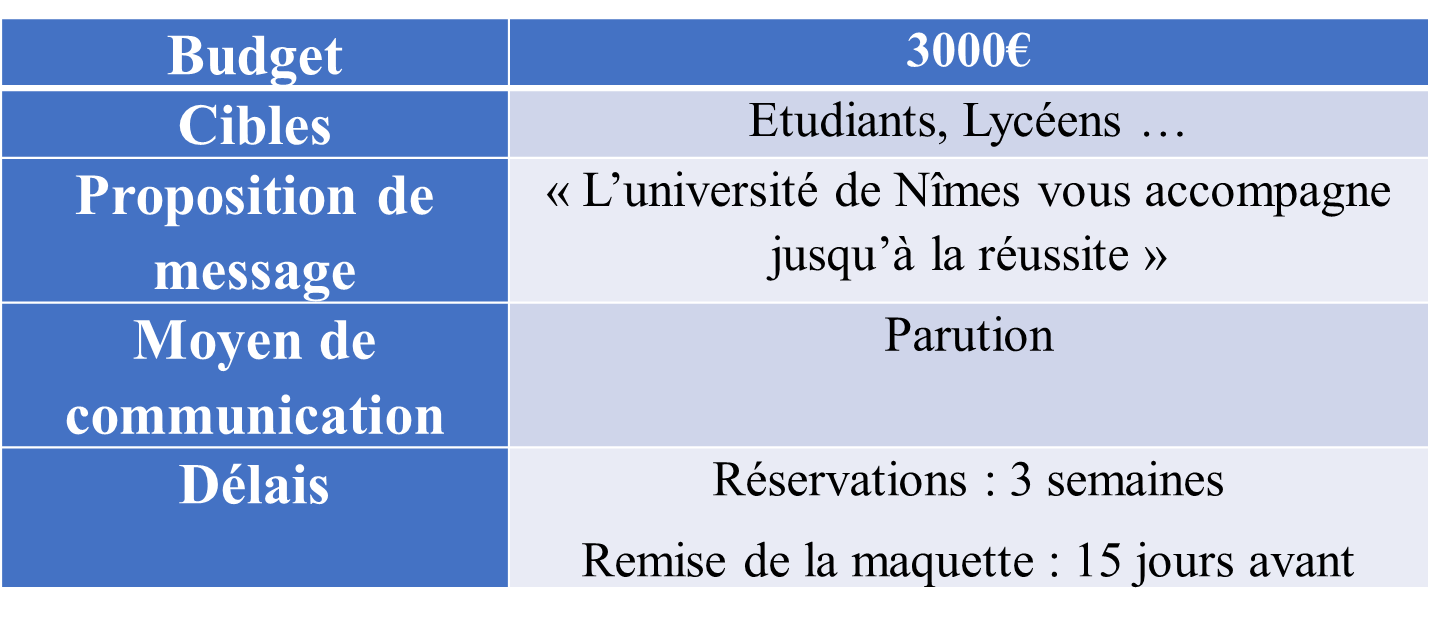 Budget
3000€
Cibles
Etudiants, Lycéens …
Proposition de
message
« L’université de Nîmes vous accompagne
jusqu’à la réussite »
Moyen de
communication
Parution
Délais
Réservations : 3 semaines
Remise de la maquette : 15 jours avant